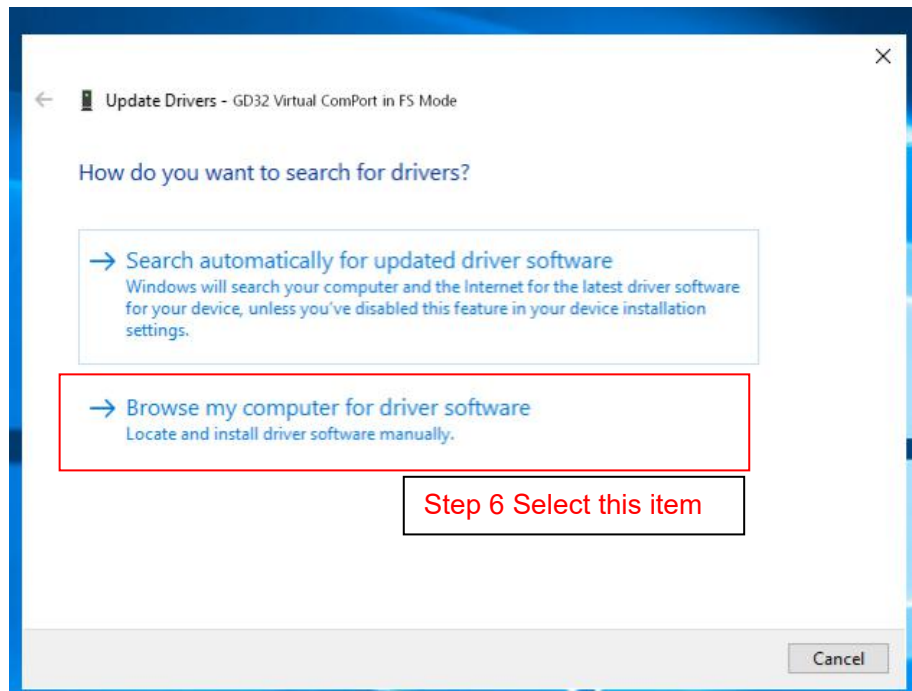 Update Drivers - GD32 Virtual ComPort in FS Mode
How do you want to search for drivers?
Search automatically for updated driver software
Windows will search your computer and the Internet for the latest driver software
for your device, unless you've disabled this feature in your device installation
settings.
Browse my computer for driver software
Locate and install driver software manually.
Step 6 Select this item
Cancel